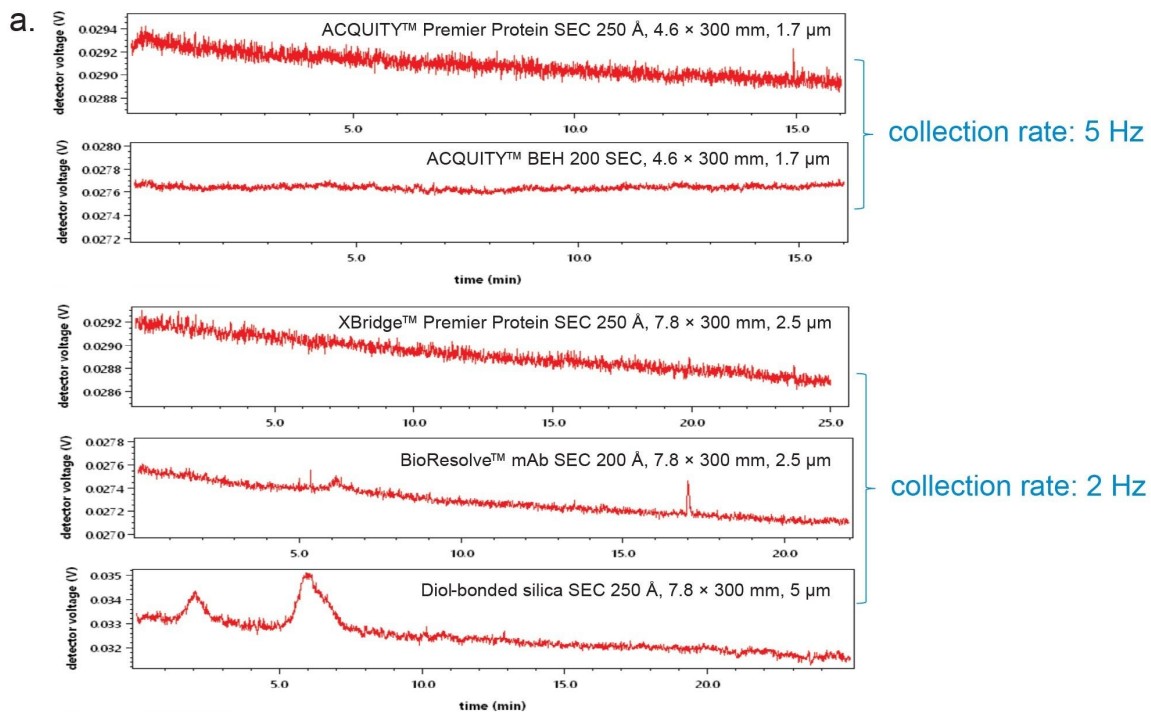 a.
ACQUITY™ Premier Protein SEC 250 Å, 4.6 × 300 mm, 1.7 µm
detector voltage (V)
0.0294
0.0292
0.0290
0.0288
5.0 10.0 15.0
collection rate: 5 Hz
ACQUITY™ BEH 200 SEC, 4.6 × 300 mm, 1.7 µm
detector voltage (V)
0.0280
0.0278
0.0276
0.0274
0.0272
5.0 10.0 15.0
time (min)
XBridge™ Premier Protein SEC 250 Å, 7.8 × 300 mm, 2.5 µm
detector voltage (V)
0.0292
0.0290
0.0288
0.0286
5.0 10.0 15.0 20.0 25.0
BioResolve™ mAb SEC 200 Å, 7.8 × 300 mm, 2.5 µm
detector voltage (V)
0.0278
0.0276
0.0274
0.0272
0.0270
5.0 10.0 15.0 20.0
collection rate: 2 Hz
Diol-bonded silica SEC 250 Å, 7.8 × 300 mm, 5 µm
detector voltage (V)
0.035
0.034
0.033
0.032
5.0 10.0 15.0 20.0
time (min)